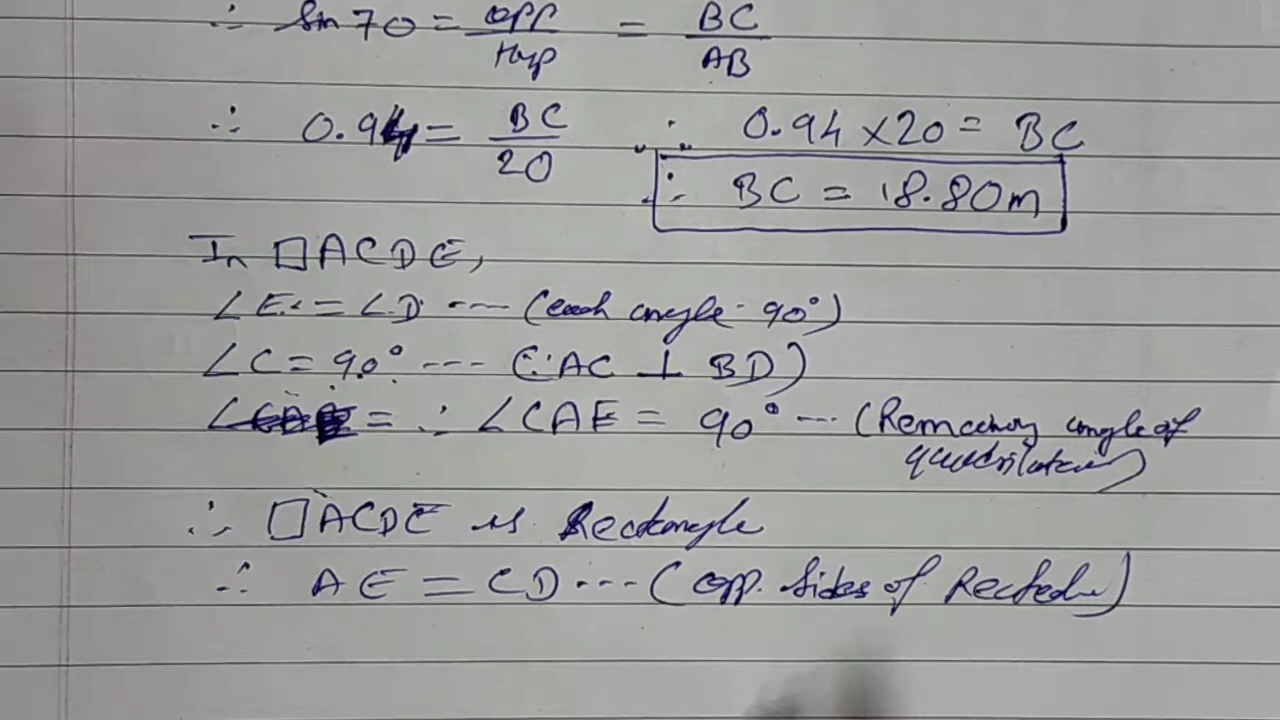 ∴ Sin 70 = opp/Hyp = BC/AB
∴ 0.94 = BC/20 ∴ 0.94 × 20 = BC
∴ BC = 18.80m
In □ACDE,
∠E = ∠D ---- (each angle 90°)
∠C = 90° --- (∵ AC ⊥ BD)
= ∴ ∠CAE = 90° --- (Remaining angle of
quadrilateral)
∴ □ACDE is Rectangle
∴ AE = CD --- (opp. sides of